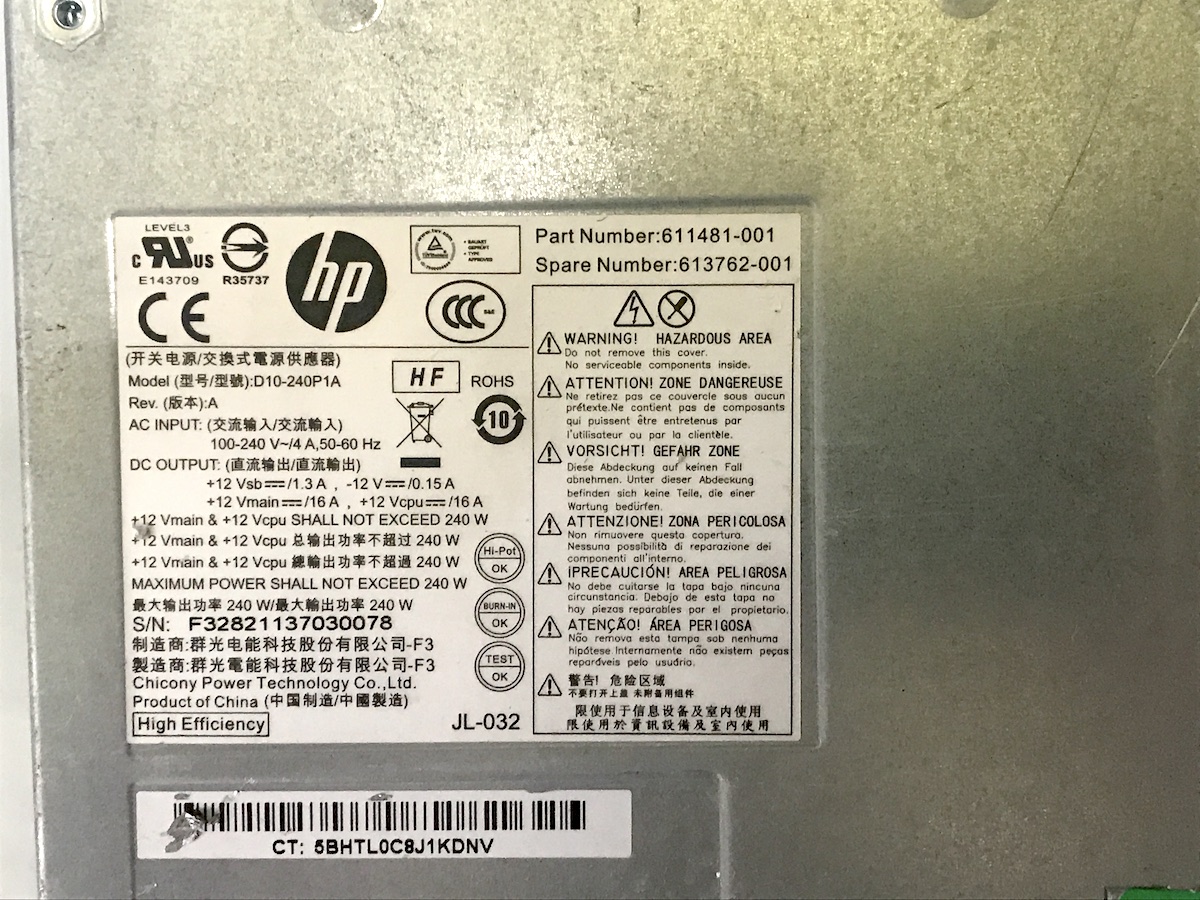 LEVEL3
c RU® US
E143709
R35737
CE
hp
www.tuv.com
• BAUART
GEPRÜFT
• TYPE
APPROVED
CCC
S&E
Part Number:611481-001
Spare Number:613762-001
(开关电源/交換式電源供應器)
Model (型号/型號):D10-240P1A
Rev. (版本):A
AC INPUT: (交流输入/交流輸入)
100-240 V~/4 A,50-60 Hz
DC OUTPUT: (直流输出/直流輸出)
+12 Vsb⎓/1.3 A , -12 V⎓/0.15 A
+12 Vmain⎓/16 A , +12 Vcpu⎓/16 A
+12 Vmain & +12 Vcpu SHALL NOT EXCEED 240 W
+12 Vmain & +12 Vcpu 总输出功率不超过 240 W
+12 Vmain & +12 Vcpu 總輸出功率不超過 240 W
MAXIMUM POWER SHALL NOT EXCEED 240 W
最大输出功率 240 W/最大輸出功率 240 W
S/N: F32821137030078
制造商:群光电能科技股份有限公司-F3
製造商:群光電能科技股份有限公司-F3
Chicony Power Technology Co.,Ltd.
Product of China (中国制造/中國製造)
High Efficiency
JL-032
HF
ROHS
10
Hi-Pot
OK
BURN-IN
OK
TEST
OK
WARNING! HAZARDOUS AREA
Do not remove this cover.
No serviceable components inside.
ATTENTION! ZONE DANGEREUSE
Ne retirez pas ce couvercle sous aucun
prétexte.Ne contient pas de composants
qui puissent être entretenus par
l'utilisateur ou par la clientèle.
VORSICHT! GEFAHR ZONE
Diese Abdeckung auf keinen Fall
abnehmen. Unter dieser Abdeckung
befinden sich keine Teile, die einer
Wartung bedürfen.
ATTENZIONE! ZONA PERICOLOSA
Non rimuovere questa copertura.
Nessuna possibilità di reparazione dei
componenti all'interno.
¡PRECAUCIÓN! AREA PELIGROSA
No debe cuitarse la tapa bajo nincuna
circunstancia. Debajo de esta tapa no
hay piezas reparables por el propietario.
ATENÇÃO! ÁREA PERIGOSA
Não remova esta tampa sob nenhuma
hipótese.Internamente não existem peças
reparáveis pelo usuário.
警告! 危险区域
不要打开上盖 未附备用组件
限使用于信息设备及室内使用
限使用於資訊設備及室內使用
CT: 5BHTL0C8J1KDNV